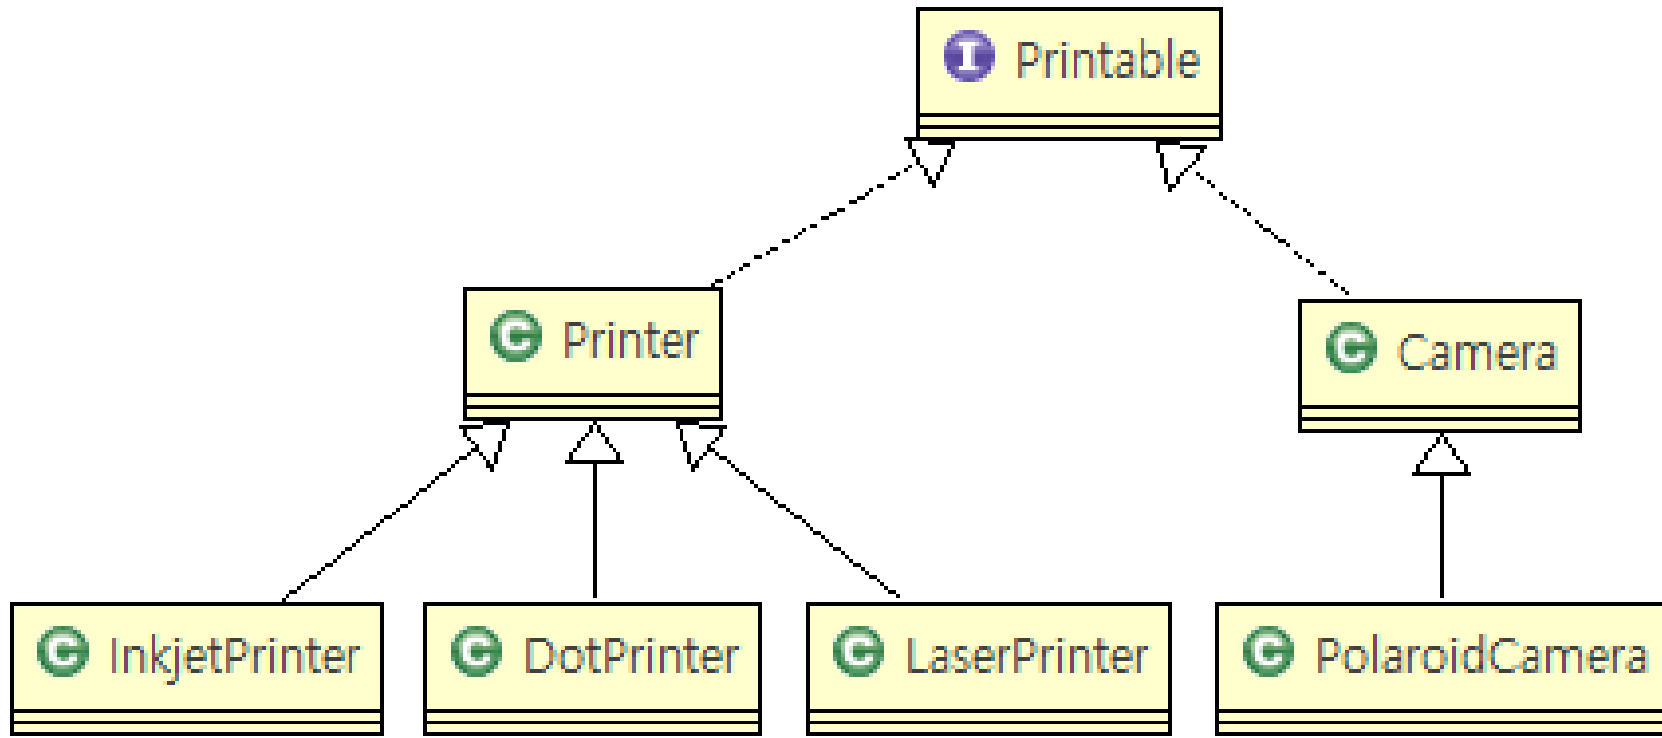 I Printable
C Printer
C Camera
C InkjetPrinter
C DotPrinter
C LaserPrinter
C PolaroidCamera